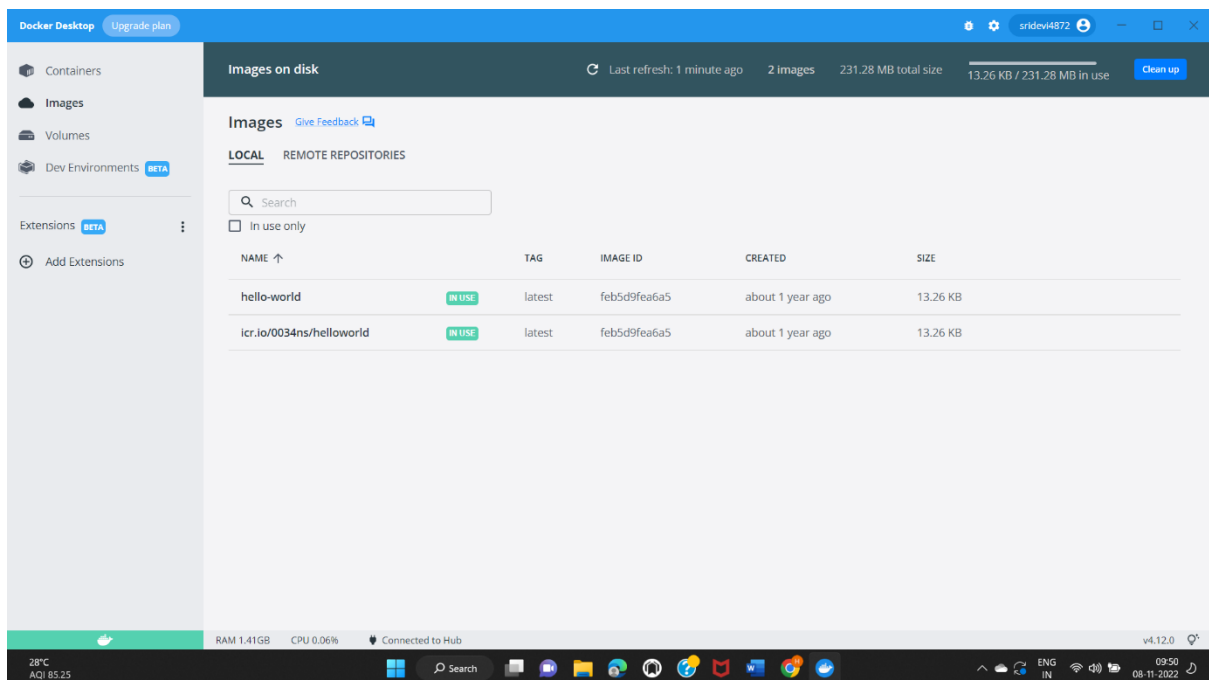 Docker Desktop Upgrade plan sridevi4872
Containers
Images
Volumes
Dev Environments BETA
Extensions BETA
Add Extensions
Images on disk Last refresh: 1 minute ago 2 images 231.28 MB total size 13.26 KB / 231.28 MB in use Clean up
Images Give Feedback
LOCAL REMOTE REPOSITORIES
Search
In use only
NAME TAG IMAGE ID CREATED SIZE
hello-world IN USE latest feb5d9fea6a5 about 1 year ago 13.26 KB
icr.io/0034ns/helloworld IN USE latest feb5d9fea6a5 about 1 year ago 13.26 KB
RAM 1.41GB CPU 0.06% Connected to Hub v4.12.0
28°C
AQI 85.25
Search
ENG
IN
09:50
08-11-2022